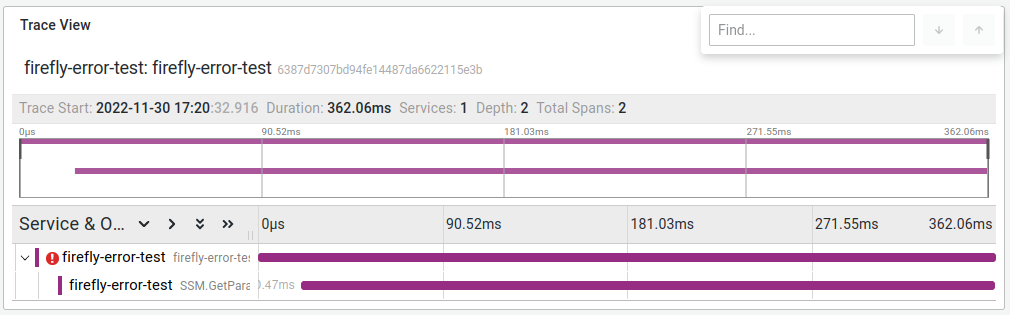 Trace View
Find...
firefly-error-test: firefly-error-test 6387d7307bd94fe14487da6622115e3b
Trace Start: 2022-11-30 17:20:32.916 Duration: 362.06ms Services: 1 Depth: 2 Total Spans: 2
0μs 90.52ms 181.03ms 271.55ms 362.06ms
Service & O... 0μs 90.52ms 181.03ms 271.55ms 362.06ms
firefly-error-test firefly-error-te
firefly-error-test SSM.GetPara .47ms